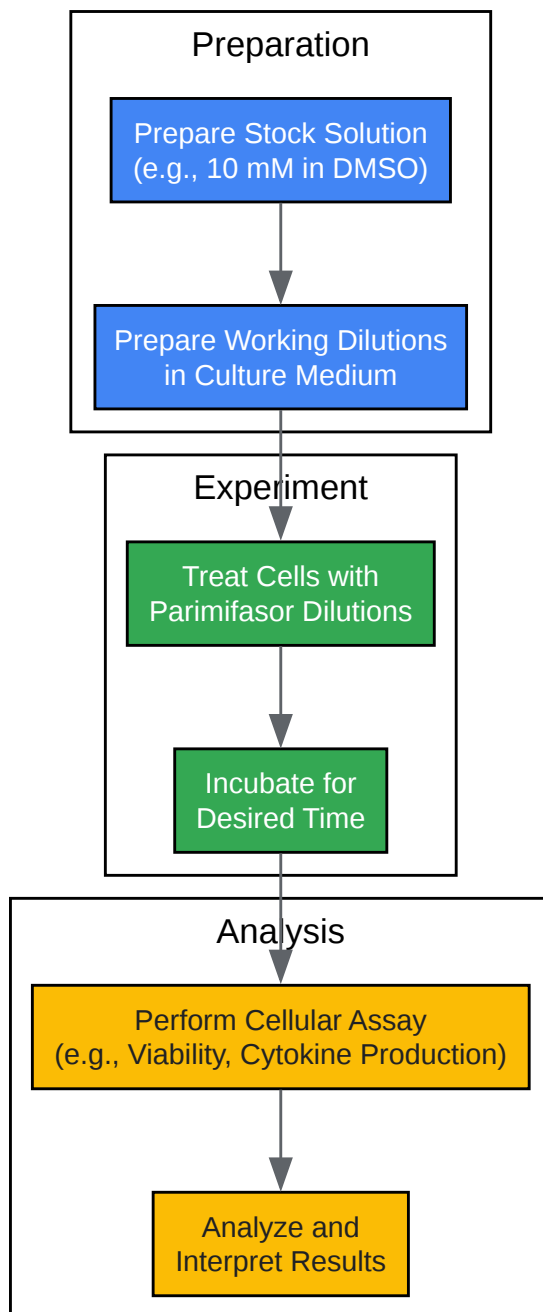 Preparation
Prepare Stock Solution
(e.g., 10 mM in DMSO)
Prepare Working Dilutions
in Culture Medium
Experiment
Treat Cells with
Parimifasor Dilutions
Incubate for
Desired Time
Analysis
Perform Cellular Assay
(e.g., Viability, Cytokine Production)
Analyze and
Interpret Results